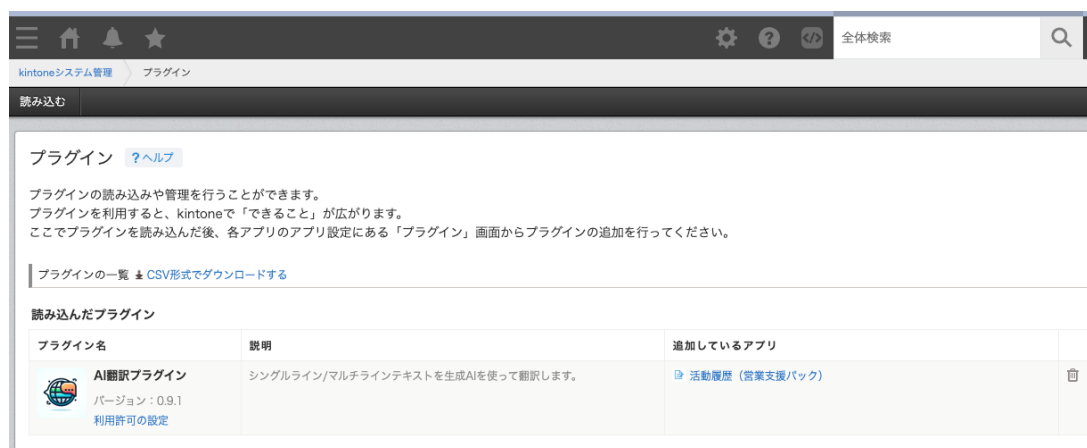 全体検索
kintoneシステム管理 プラグイン
読み込む
プラグイン ?ヘルプ
プラグインの読み込みや管理を行うことができます。
プラグインを利用すると、kintoneで「できること」が広がります。
ここでプラグインを読み込んだ後、各アプリのアプリ設定にある「プラグイン」画面からプラグインの追加を行ってください。
プラグインの一覧 CSV形式でダウンロードする
読み込んだプラグイン
プラグイン名 説明 追加しているアプリ
AI翻訳プラグイン シングルライン/マルチラインテキストを生成AIを使って翻訳します。 活動履歴（営業支援パック）
バージョン：0.9.1
利用許可の設定